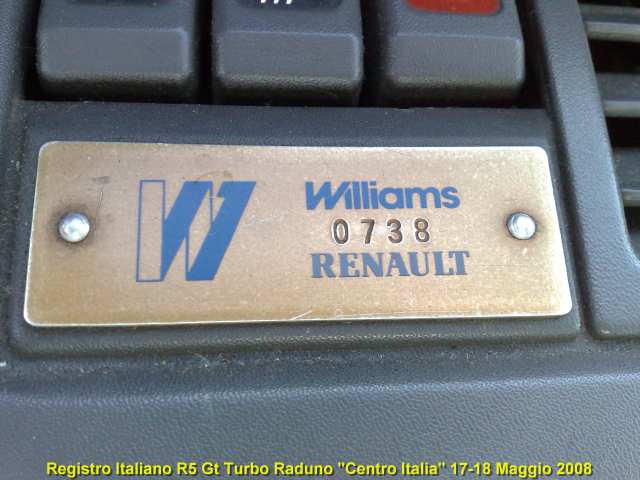 Williams
0738
RENAULT
Registro Italiano R5 Gt Turbo Raduno "Centro Italia" 17-18 Maggio 2008